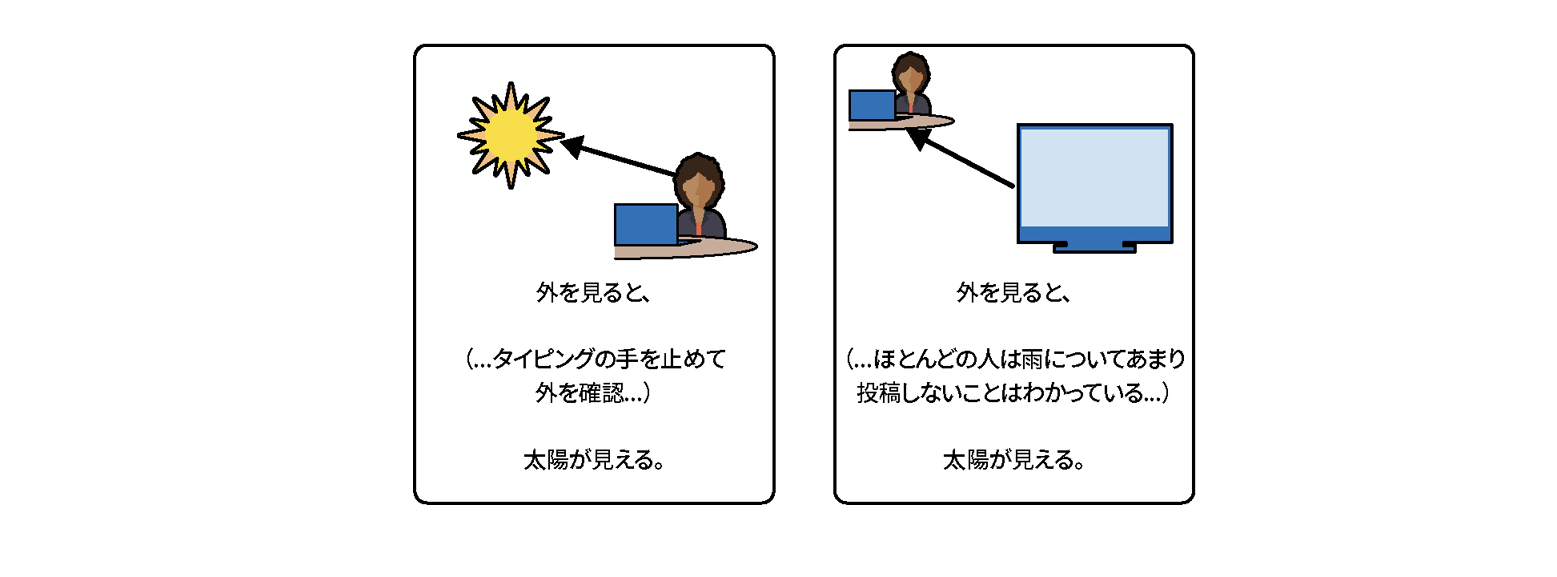 外を見ると、
(...タイピングの手を止めて
外を確認...)
太陽が見える。
外を見ると、
(...ほとんどの人は雨についてあまり
投稿しないことはわかっている...)
太陽が見える。